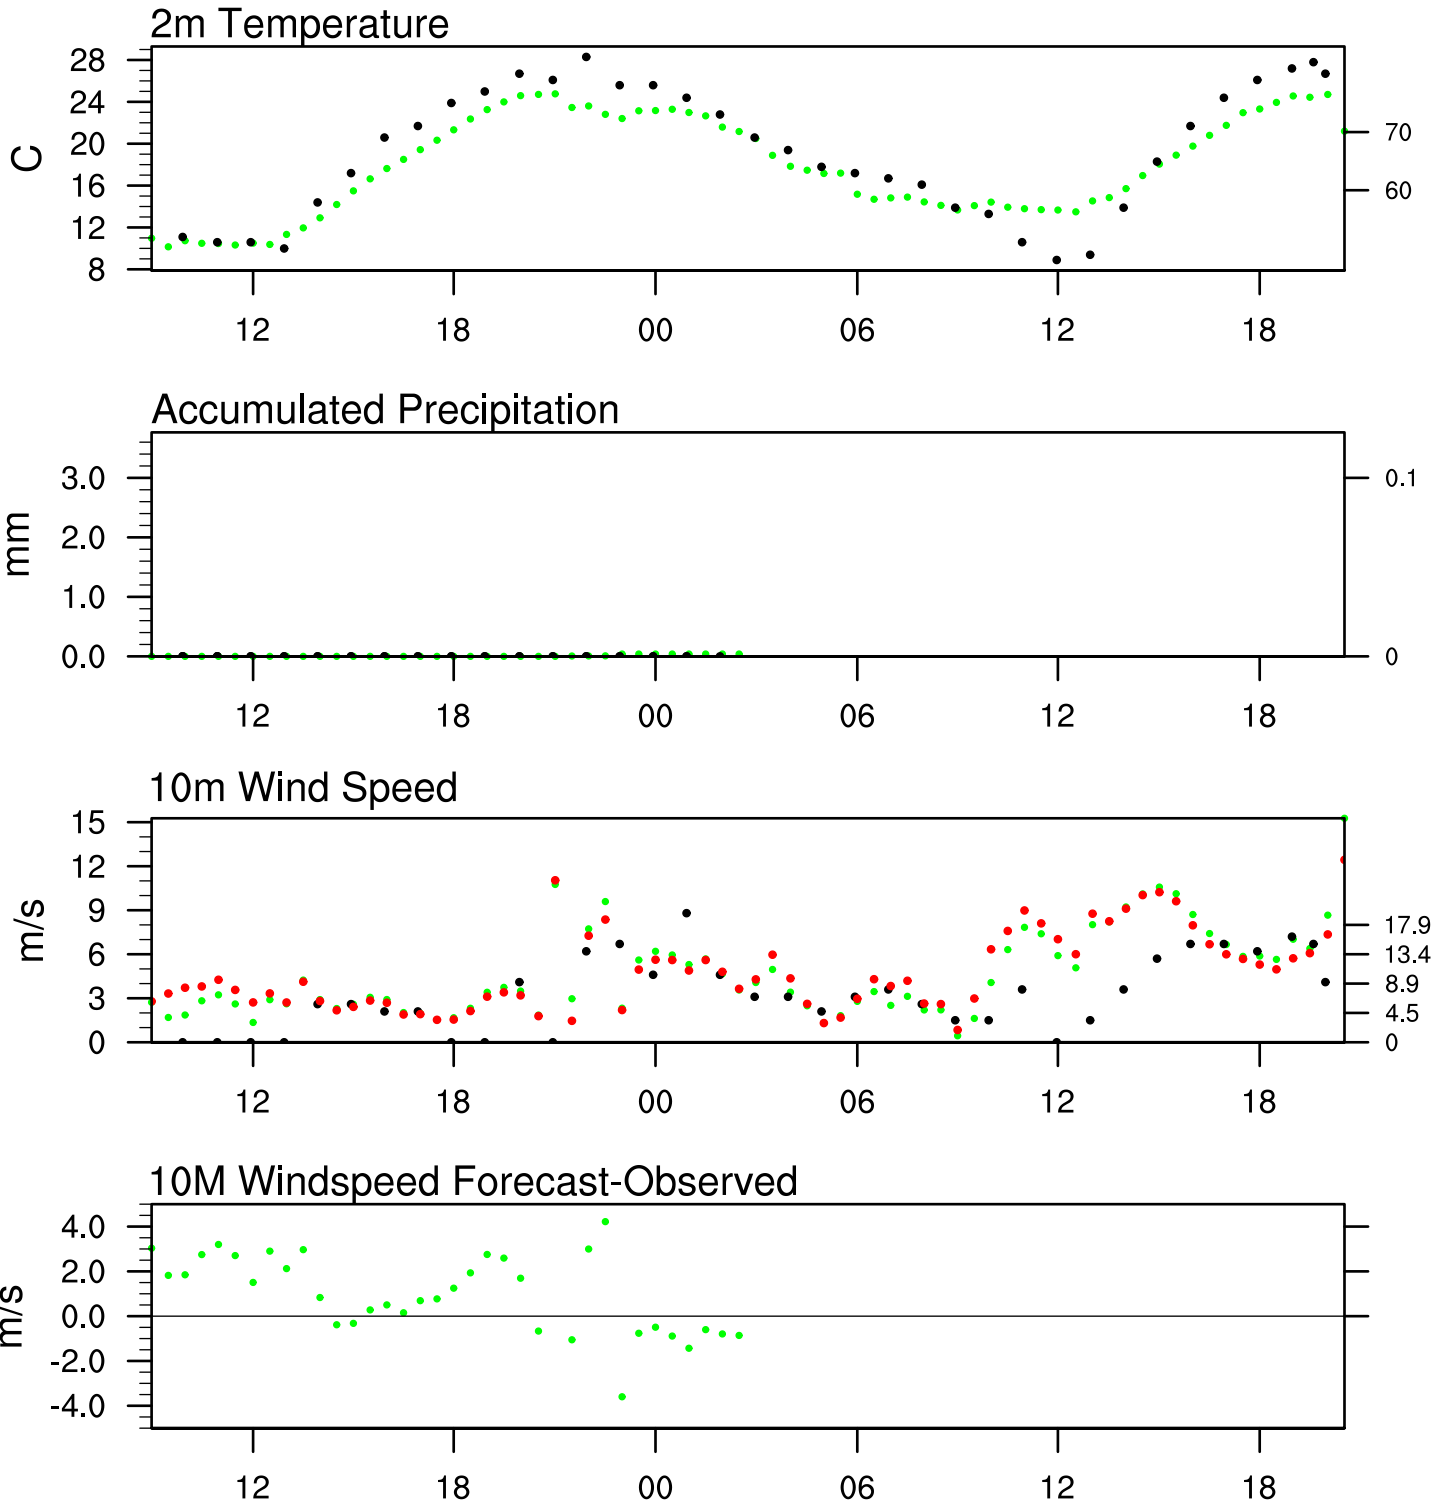 2m Temperature
28
24
20
16
12
8
C
70
60
12 18 00 06 12 18
Accumulated Precipitation
3.0
2.0
1.0
0.0
mm
0.1
0
12 18 00 06 12 18
10m Wind Speed
15
12
9
6
3
0
m/s
17.9
13.4
8.9
4.5
0
12 18 00 06 12 18
10M Windspeed Forecast-Observed
4.0
2.0
0.0
-2.0
-4.0
m/s
12 18 00 06 12 18